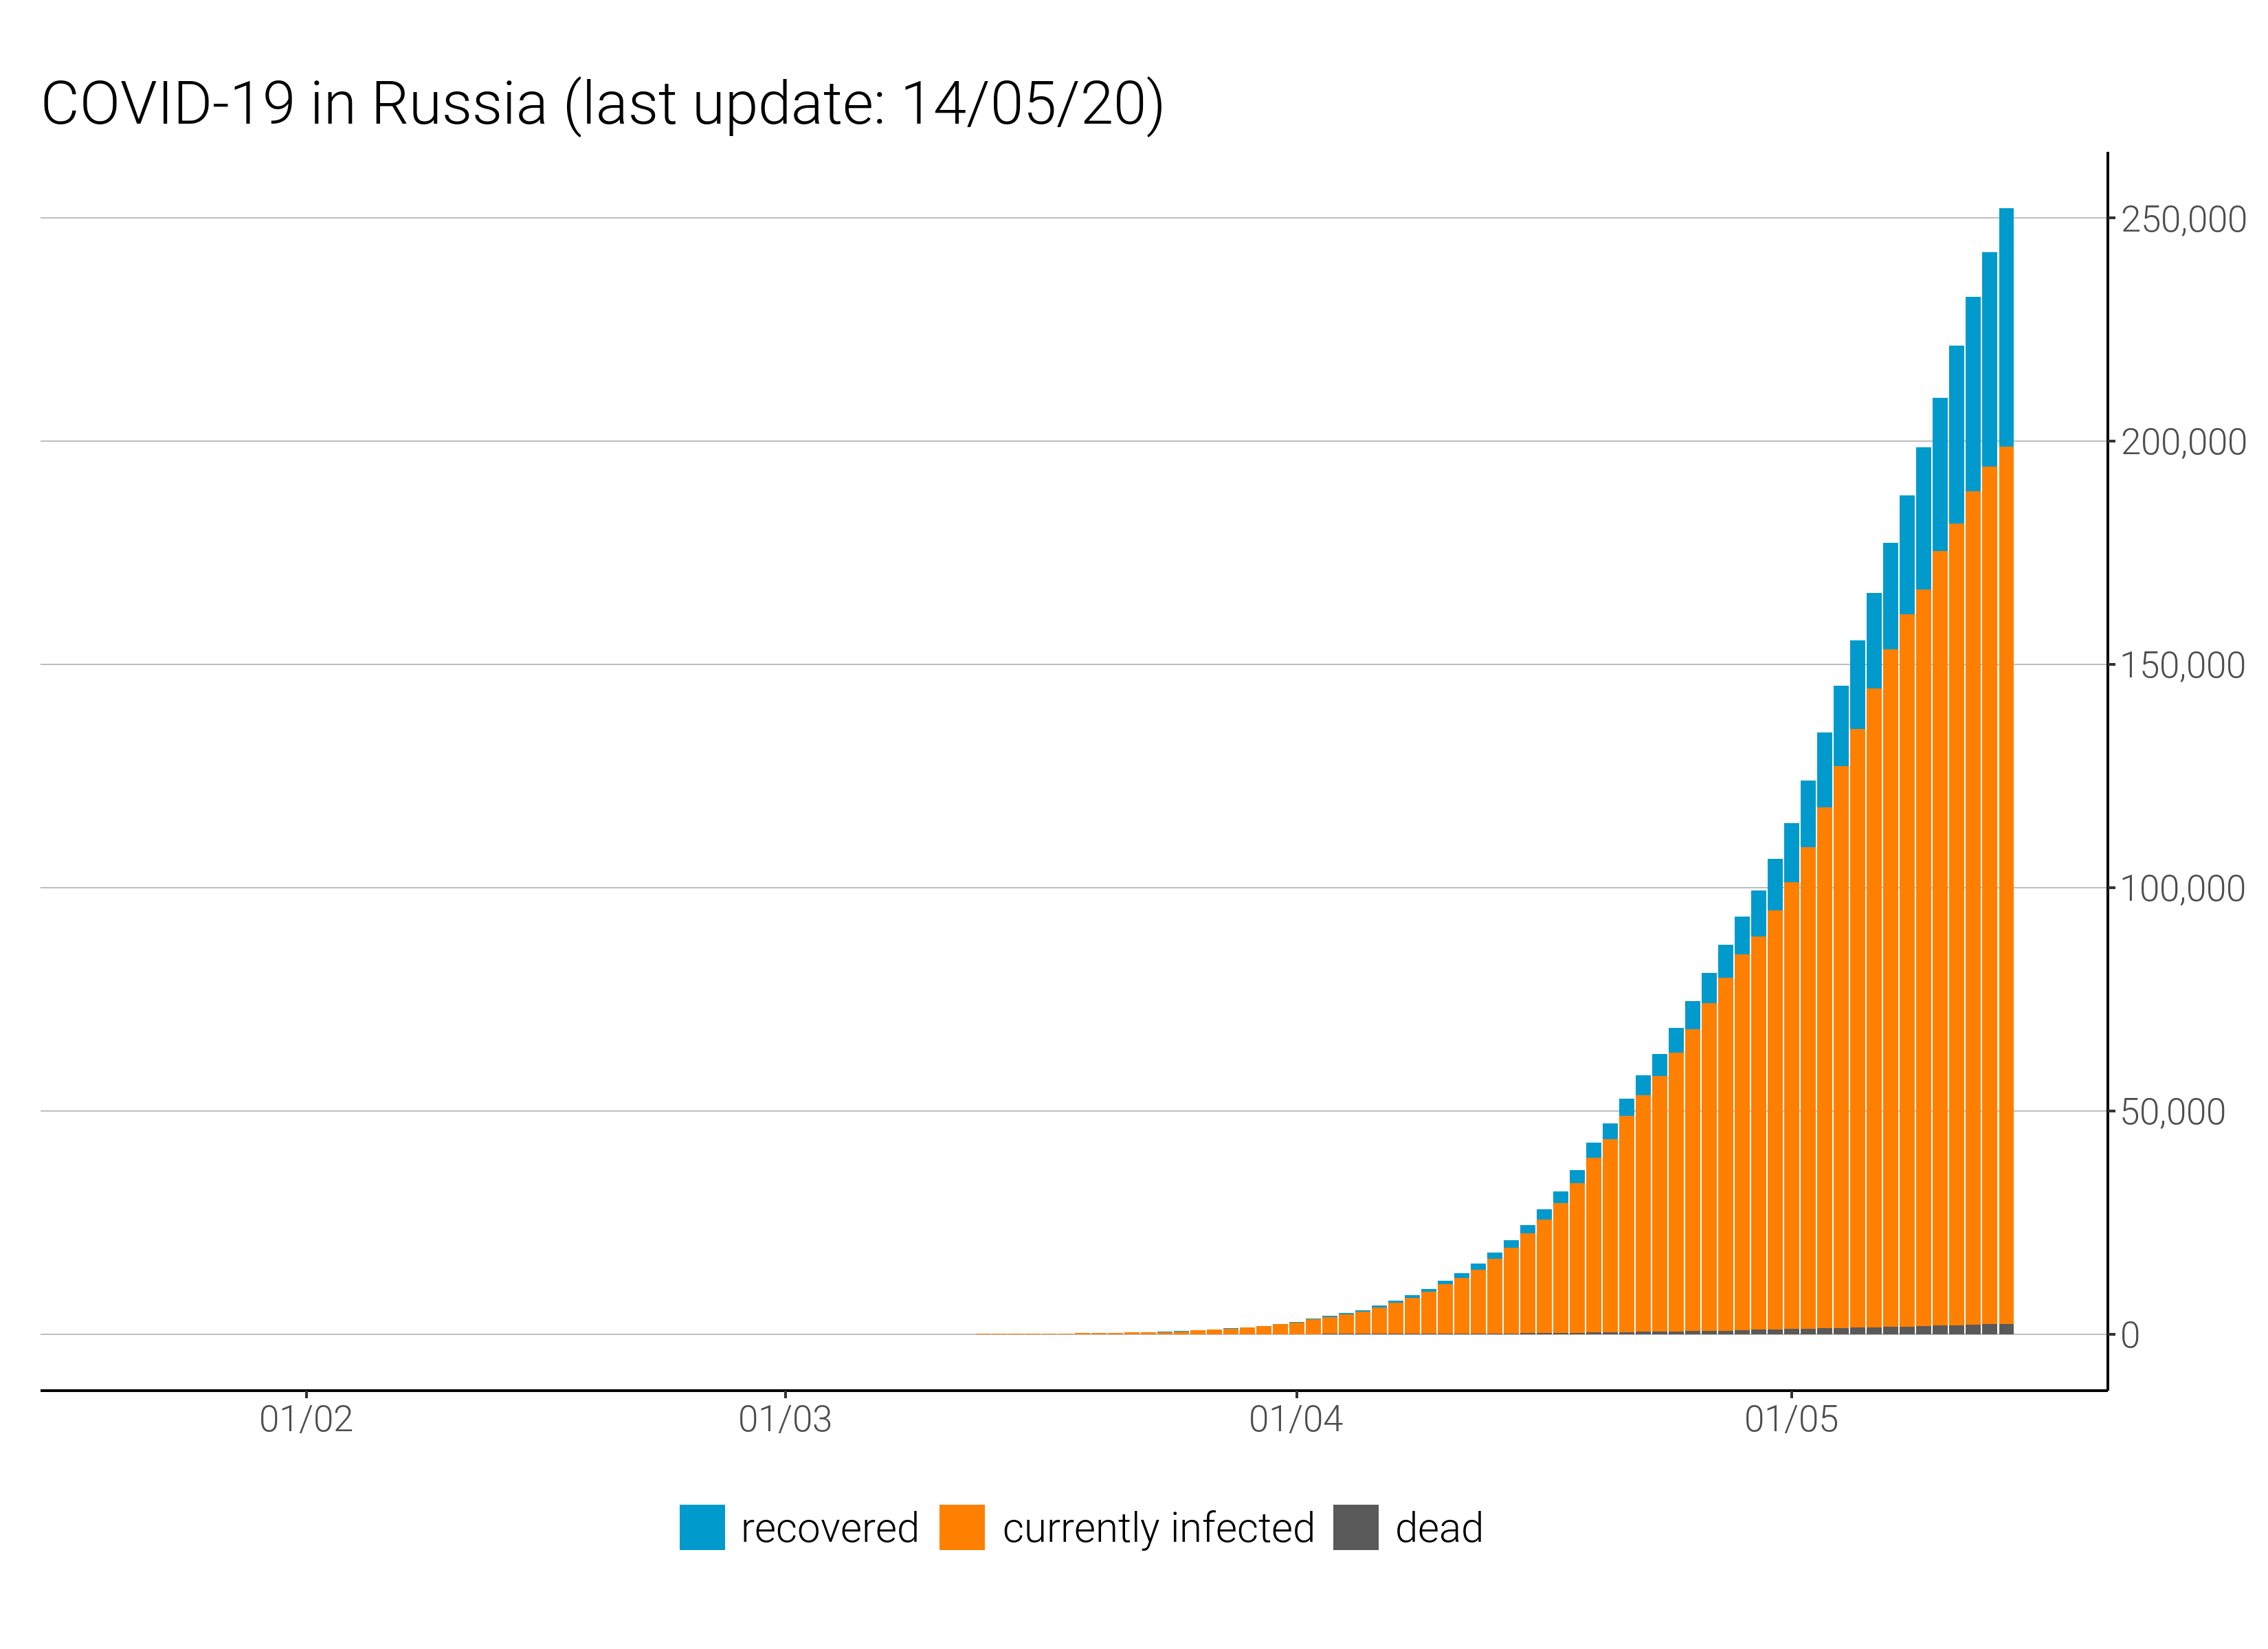 COVID-19 in Russia (last update: 14/05/20)
250,000
200,000
150,000
100,000
50,000
0
01/02 01/03 01/04 01/05
recovered currently infected dead